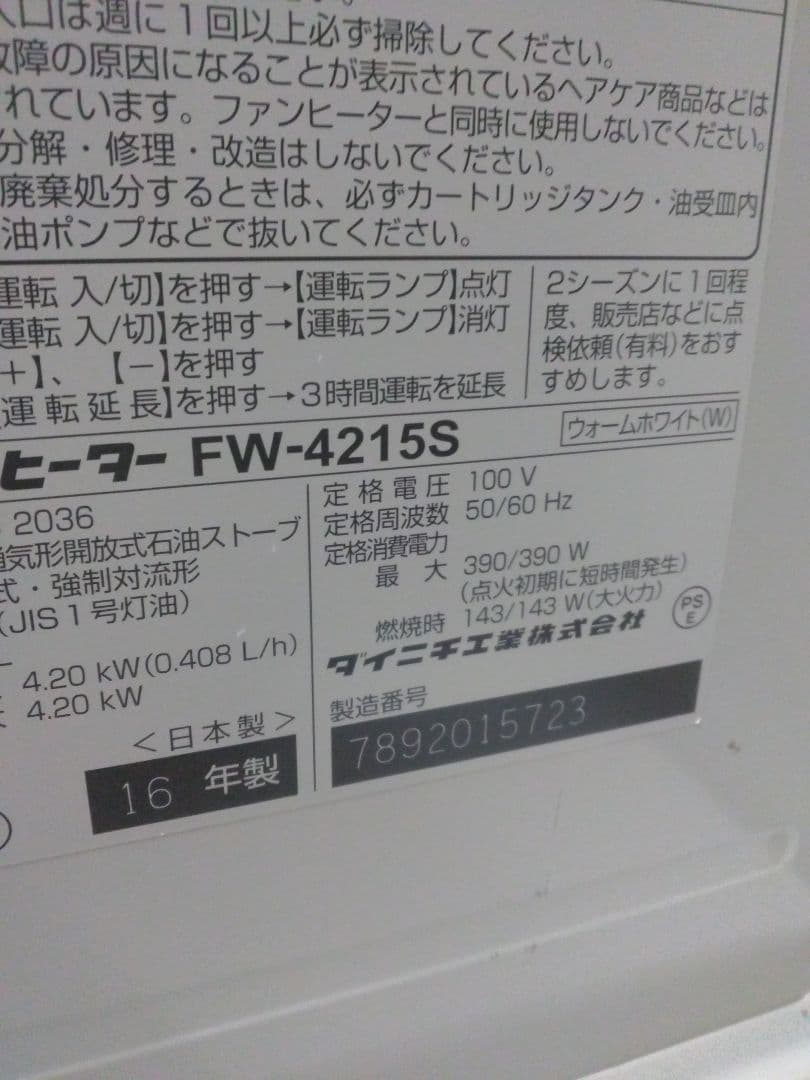 入口は週に1回以上必ず掃除してください。
故障の原因になることが表示されているヘアケア商品などは
されています。ファンヒーターと同時に使用しないでください。
分解・修理・改造はしないでください。
廃棄処分するときは、必ずカートリッジタンク・油受皿内
油ポンプなどで抜いてください。
運転 入/切】を押す→【運転ランプ】点灯
運転 入/切】を押す→【運転ランプ】消灯
+】、【-】を押す
運転延長】を押す→3時間運転を延長
2シーズンに1回程
度、販売店などに点
検依頼(有料)をおす
すめします。
ヒーター FW-4215S
ウォームホワイト(W)
2036
通気形開放式石油ストーブ
式・強制対流形
(JIS1号灯油)
4.20 kW(0.408 L/h)
4.20 kW
<日本製>
16 年製
定格電圧 100 V
定格周波数 50/60 Hz
定格消費電力
最大 390/390 W
(点火初期に短時間発生)
燃焼時 143/143 W(大火力)
PS
E
ダイニチ工業株式会社
製造番号
7892015723